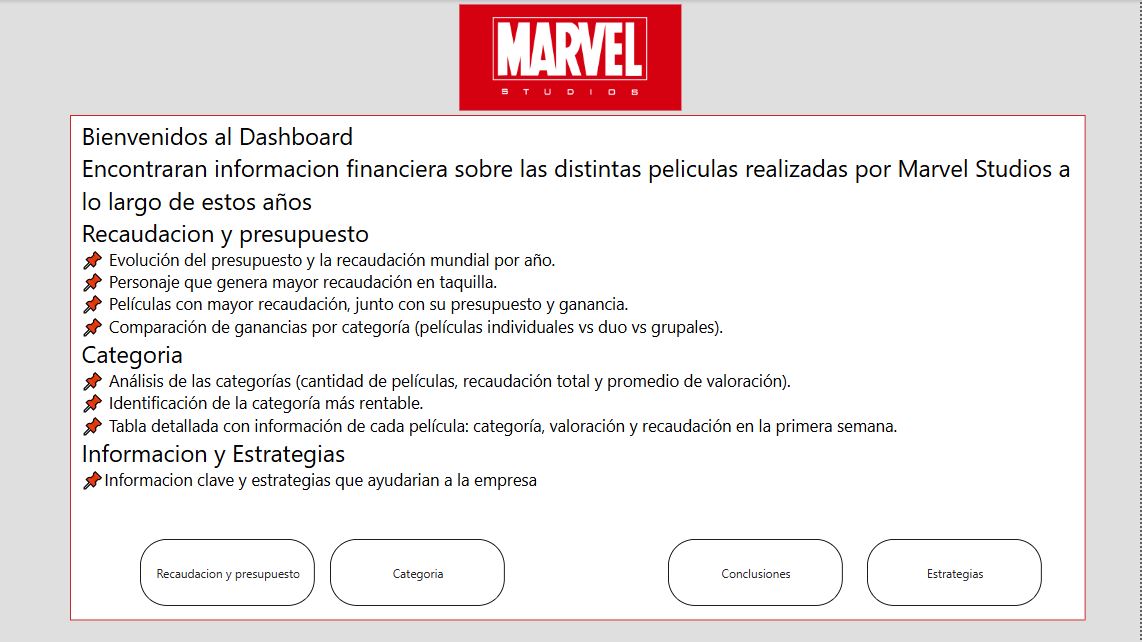 MARVEL
STUDIOS
Bienvenidos al Dashboard
Encontraran informacion financiera sobre las distintas peliculas realizadas por Marvel Studios a
lo largo de estos años
Recaudacion y presupuesto
📌 Evolución del presupuesto y la recaudación mundial por año.
📌 Personaje que genera mayor recaudación en taquilla.
📌 Películas con mayor recaudación, junto con su presupuesto y ganancia.
📌 Comparación de ganancias por categoría (películas individuales vs duo vs grupales).
Categoria
📌 Análisis de las categorías (cantidad de películas, recaudación total y promedio de valoración).
📌 Identificación de la categoría más rentable.
📌 Tabla detallada con información de cada película: categoría, valoración y recaudación en la primera semana.
Informacion y Estrategias
📌Informacion clave y estrategias que ayudarian a la empresa
Recaudacion y presupuesto
Categoria
Conclusiones
Estrategias